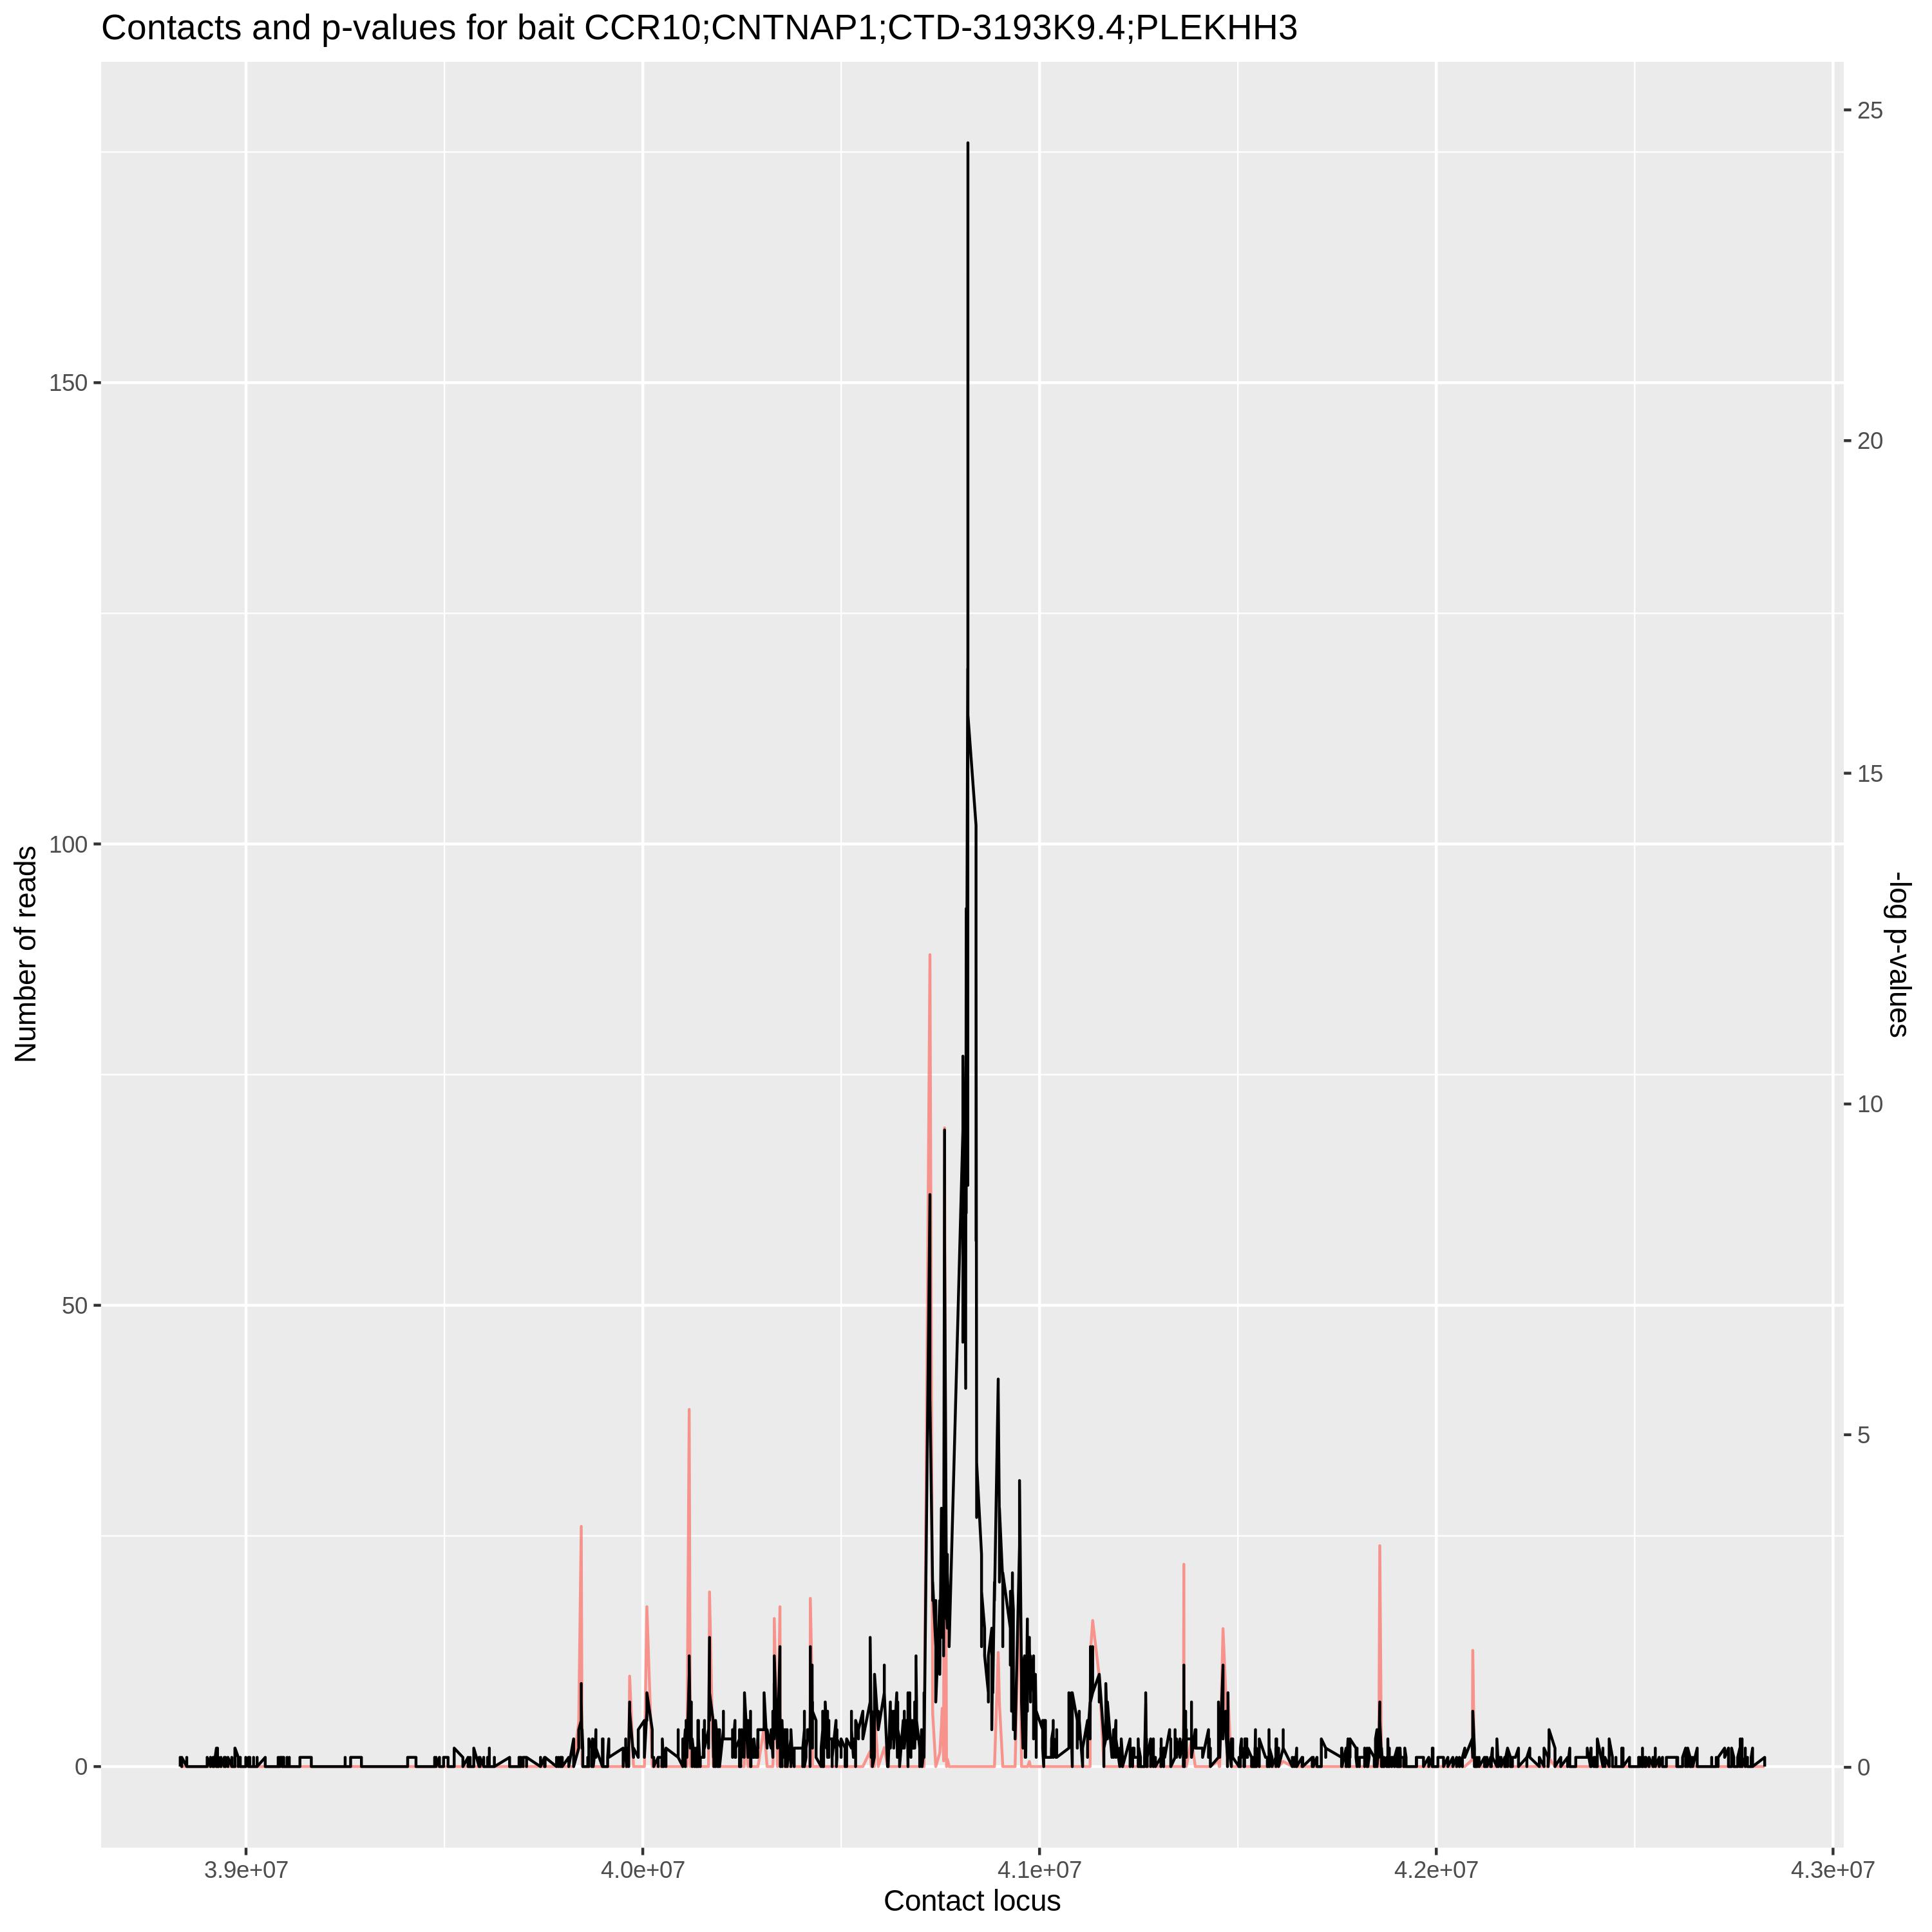 Contacts and p-values for bait CCR10;CNTNAP1;CTD-3193K9.4;PLEKHH3
Number of reads
150
100
50
0
25
20
15
10
5
0
-log p-values
3.9e+07 4.0e+07 4.1e+07 4.2e+07 4.3e+07
Contact locus